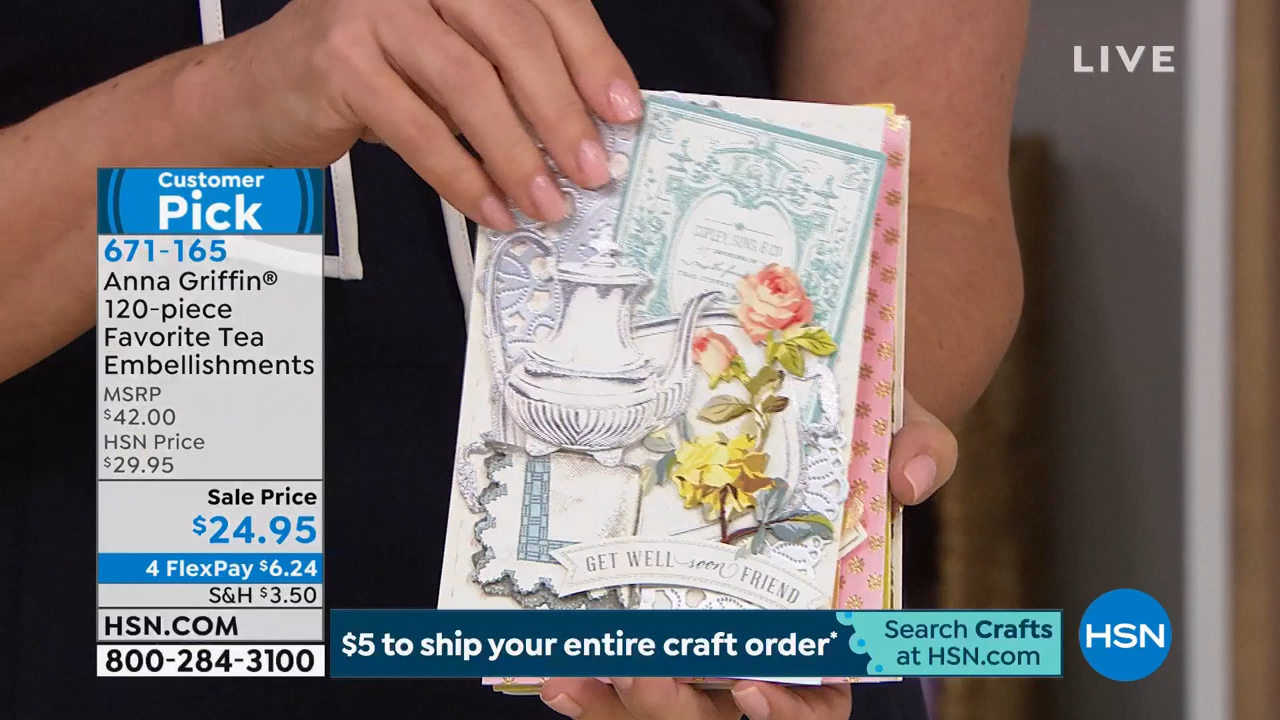 LIVE
Customer
Pick
671-165
Anna Griffin®
120-piece
Favorite Tea
Embellishments
MSRP
$42.00
HSN Price
$29.95
Sale Price
$24.95
4 FlexPay $6.24
S&H $3.50
HSN.COM
800-284-3100
SONS & CO
GET WELL soon FRIEND
$5 to ship your entire craft order*
Search Crafts
at HSN.com
HSN